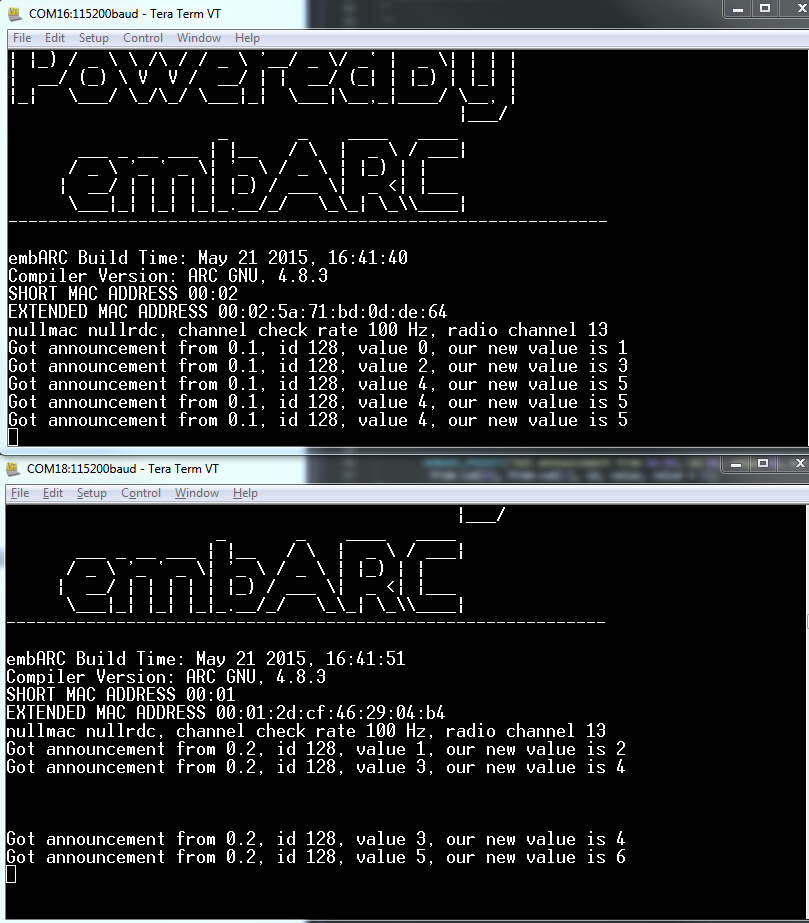 COM16:115200baud - Tera Term VT
File Edit Setup Control Window Help
Powered By
embARC
------------------------------------------------------------
embARC Build Time: May 21 2015, 16:41:40
Compiler Version: ARC GNU, 4.8.3
SHORT MAC ADDRESS 00:02
EXTENDED MAC ADDRESS 00:02:5a:71:bd:0d:de:64
nullmac nullrdc, channel check rate 100 Hz, radio channel 13
Got announcement from 0.1, id 128, value 0, our new value is 1
Got announcement from 0.1, id 128, value 2, our new value is 3
Got announcement from 0.1, id 128, value 4, our new value is 5
Got announcement from 0.1, id 128, value 4, our new value is 5
Got announcement from 0.1, id 128, value 4, our new value is 5
COM18:115200baud - Tera Term VT
File Edit Setup Control Window Help
embARC
------------------------------------------------------------
embARC Build Time: May 21 2015, 16:41:51
Compiler Version: ARC GNU, 4.8.3
SHORT MAC ADDRESS 00:01
EXTENDED MAC ADDRESS 00:01:2d:cf:46:29:04:b4
nullmac nullrdc, channel check rate 100 Hz, radio channel 13
Got announcement from 0.2, id 128, value 1, our new value is 2
Got announcement from 0.2, id 128, value 3, our new value is 4
Got announcement from 0.2, id 128, value 3, our new value is 4
Got announcement from 0.2, id 128, value 5, our new value is 6